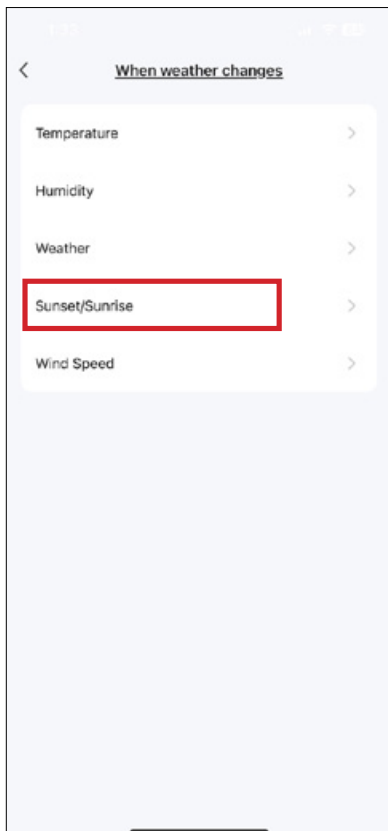 When weather changes
Temperature
Humidity
Weather
Sunset/Sunrise
Wind Speed